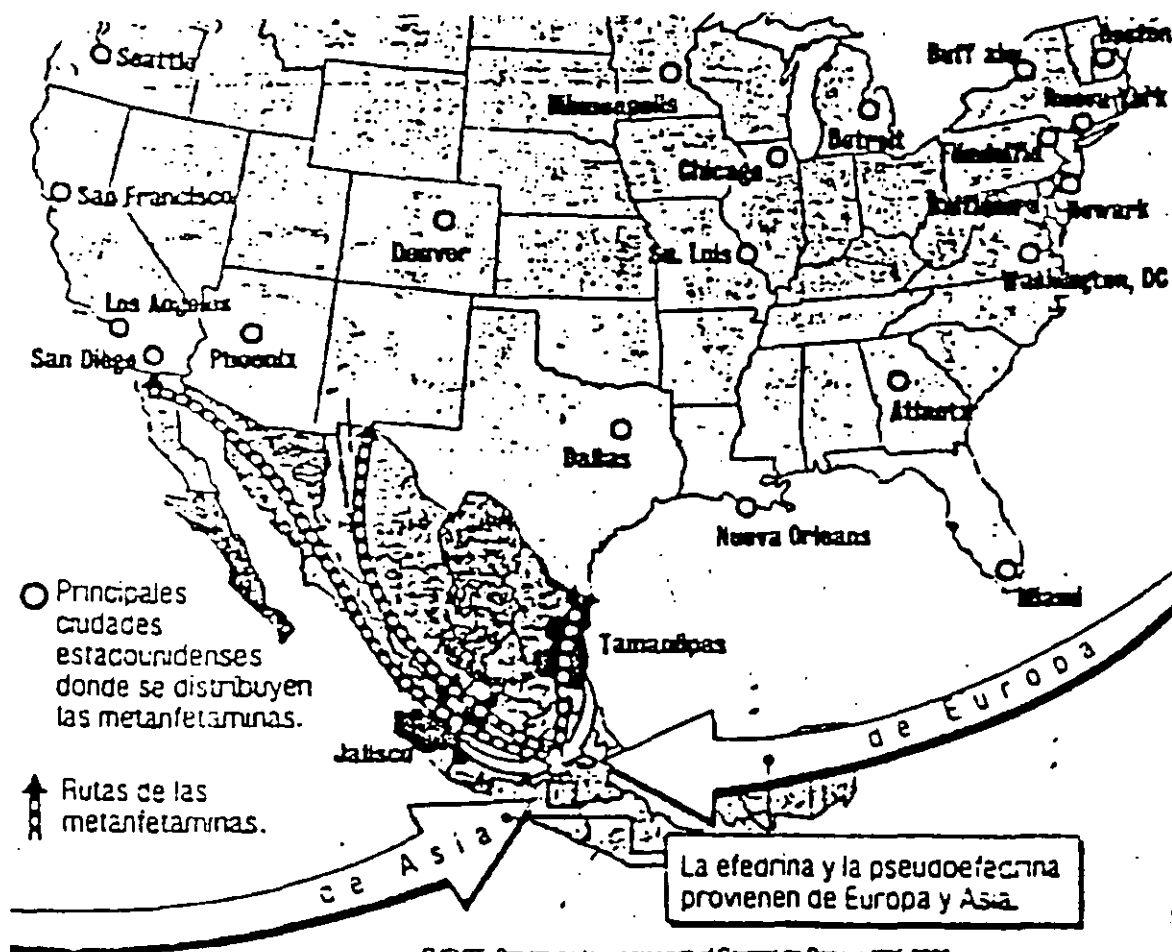 Seattle
Boston
Minneapolis
Nueva York
Detroit
Chicago
San Francisco
Newark
Denver
Sn. Luis
Washington, DC
Los Angeles
San Diego
Phoenix
Atlanta
Dallas
Nueva Orleans
Miami
Principales
ciudades
estadounidenses
donde se distribuyen
las metanfetaminas.
Tamaulipas
de Europa
Jalisco
Rutas de las
metanfetaminas.
de Asia
La efedrina y la pseudoefedrina
provienen de Europa y Asia.